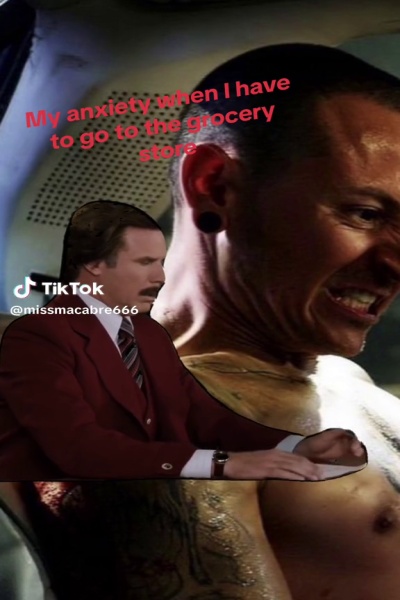 My anxiety when I have
to go to the grocery
store
TikTok
@missmacabre666